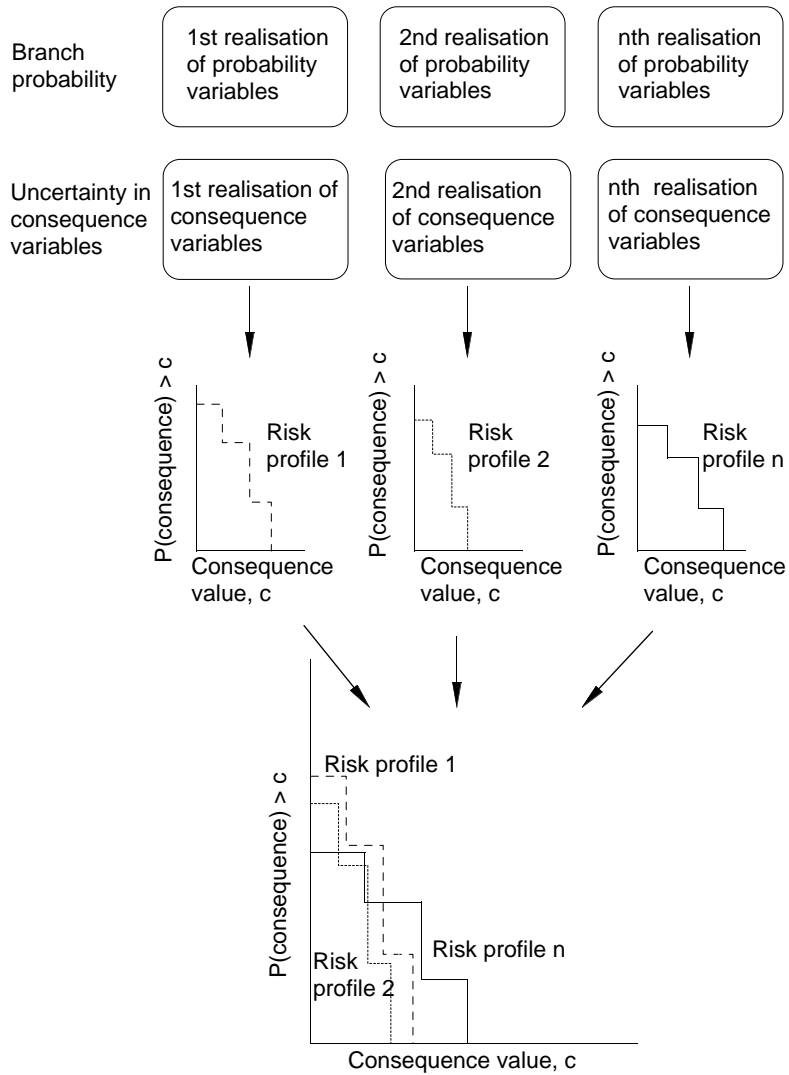 Branch
probability
1st realisation
of probability
variables
2nd realisation
of probability
variables
nth realisation
of probability
variables
Uncertainty in
consequence
variables
1st realisation of
consequence
variables
2nd realisation
of consequence
variables
nth realisation
of consequence
variables
P(consequence) > c
Risk
profile 1
Consequence
value, c
P(consequence) > c
Risk
profile 2
Consequence
value, c
P(consequence) > c
Risk
profile n
Consequence
value, c
P(consequence) > c
Risk profile 1
Risk profile n
Risk
profile 2
Consequence value, c